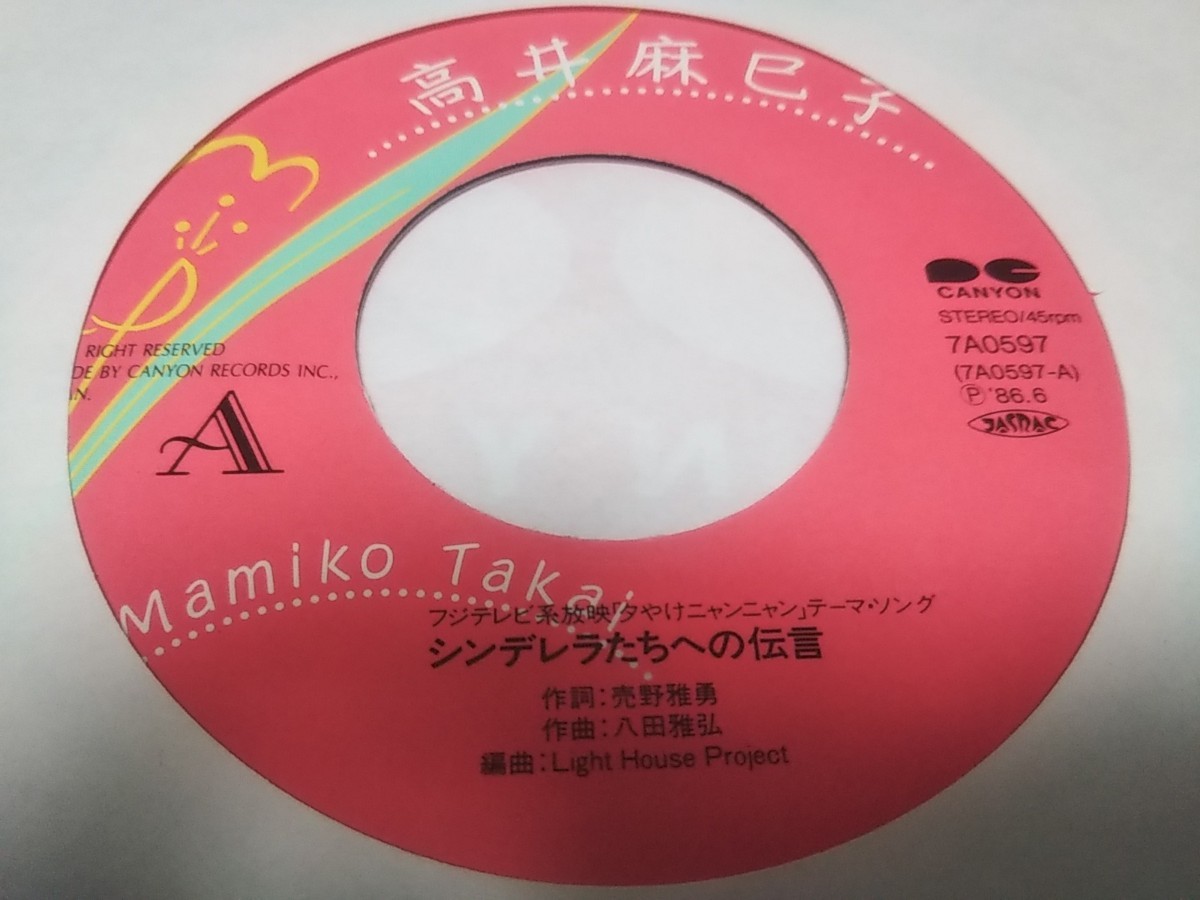 高井麻巳子
CANYON
STEREO/45rpm
7A0597
(7A0597-A)
Ⓟ'86.6
JASRAC
RIGHT RESERVED
DE BY CANYON RECORDS INC.,
N.
A
Mamiko Takai
フジテレビ系放映「夕やけニャンニャン」テーマ・ソング
シンデレラたちへの伝言
作詞:売野雅勇
作曲:八田雅弘
編曲:Light House Project